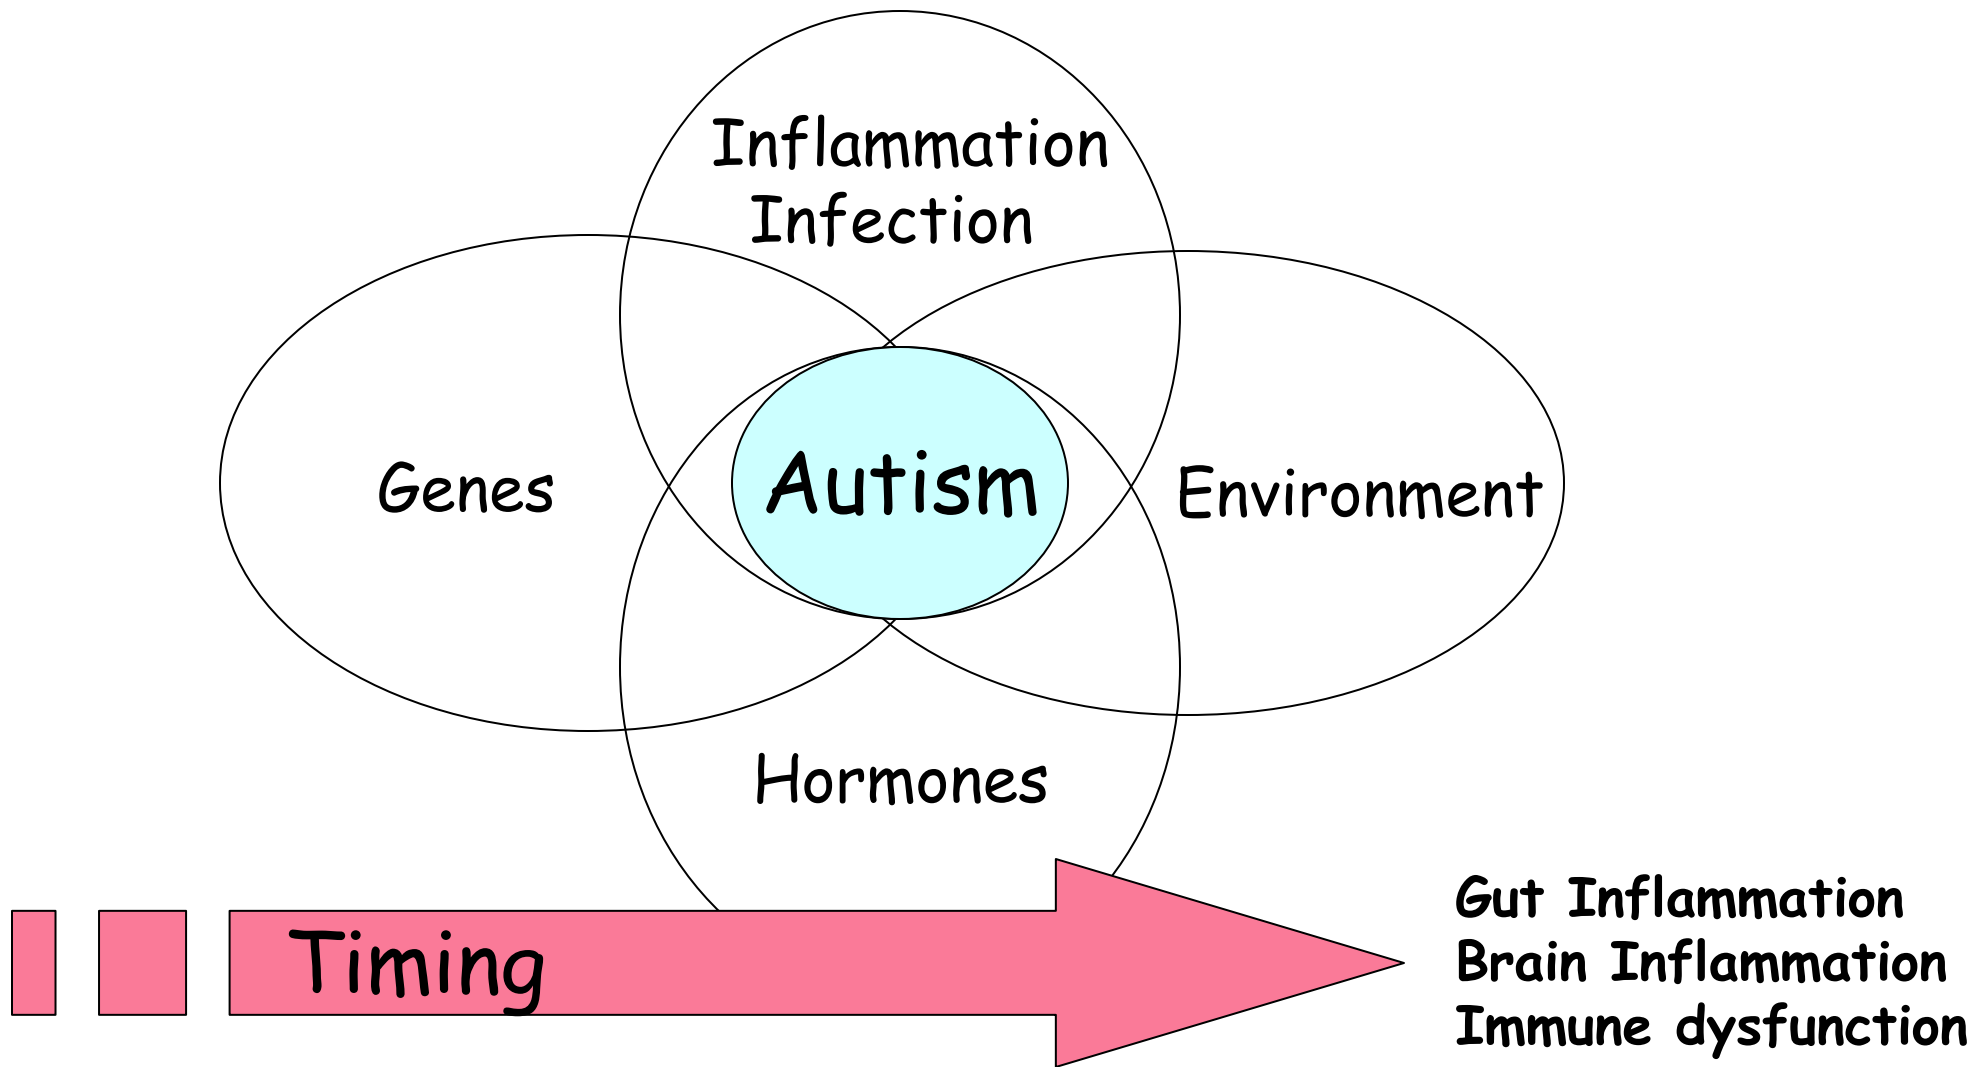 Inflammation
Infection
Genes
Autism
Environment
Hormones
Timing
Gut Inflammation
Brain Inflammation
Immune dysfunction